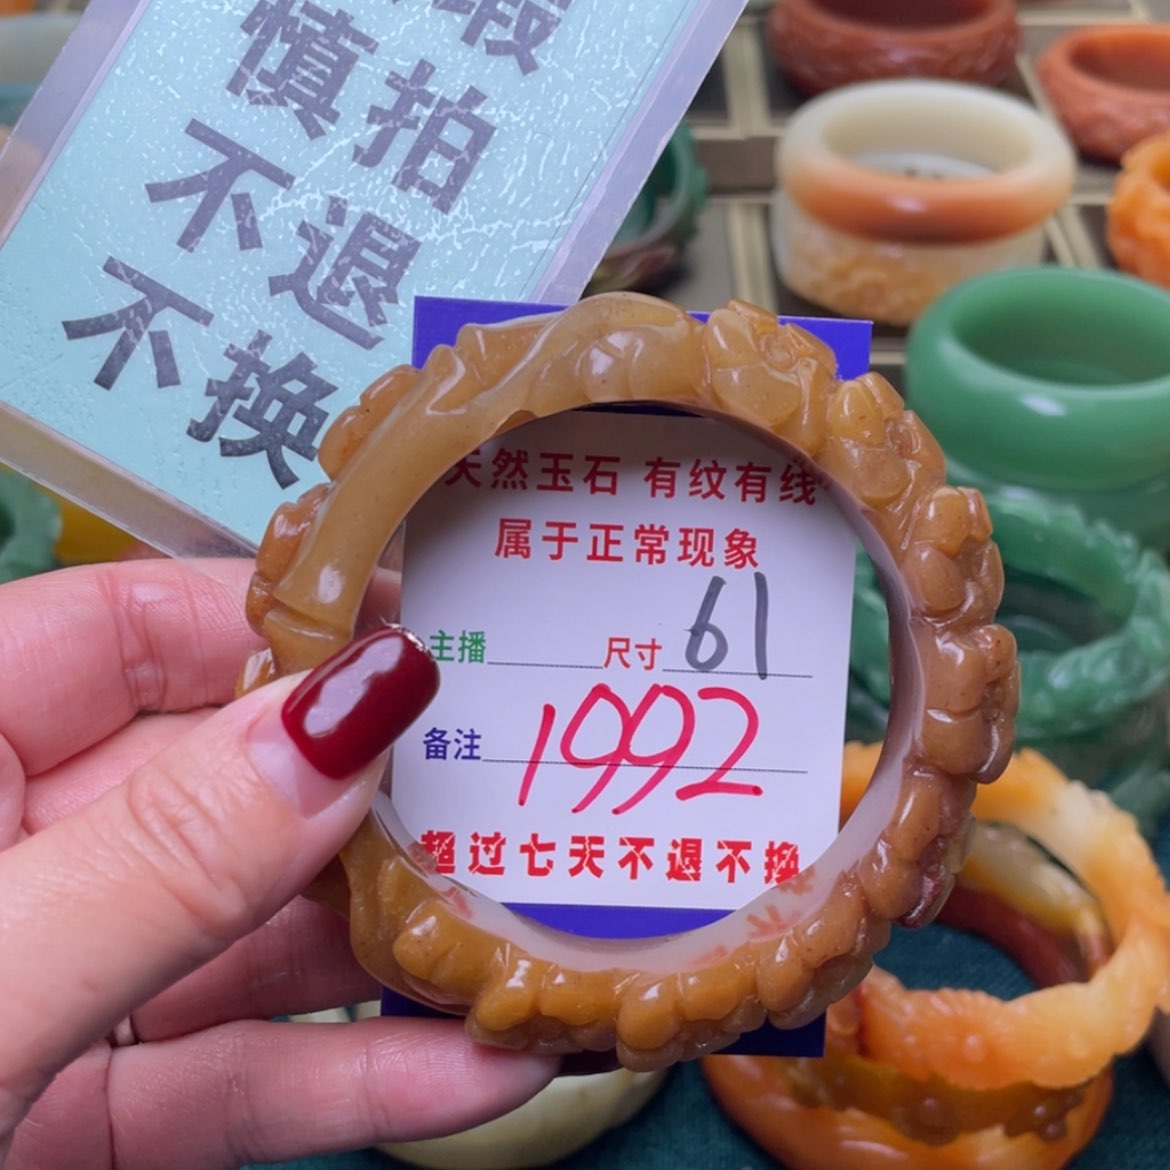 瑕
慎拍
不退
不换
天然玉石 有纹有线
属于正常现象
主播 尺寸 61
备注 1992
超过七天不退不换